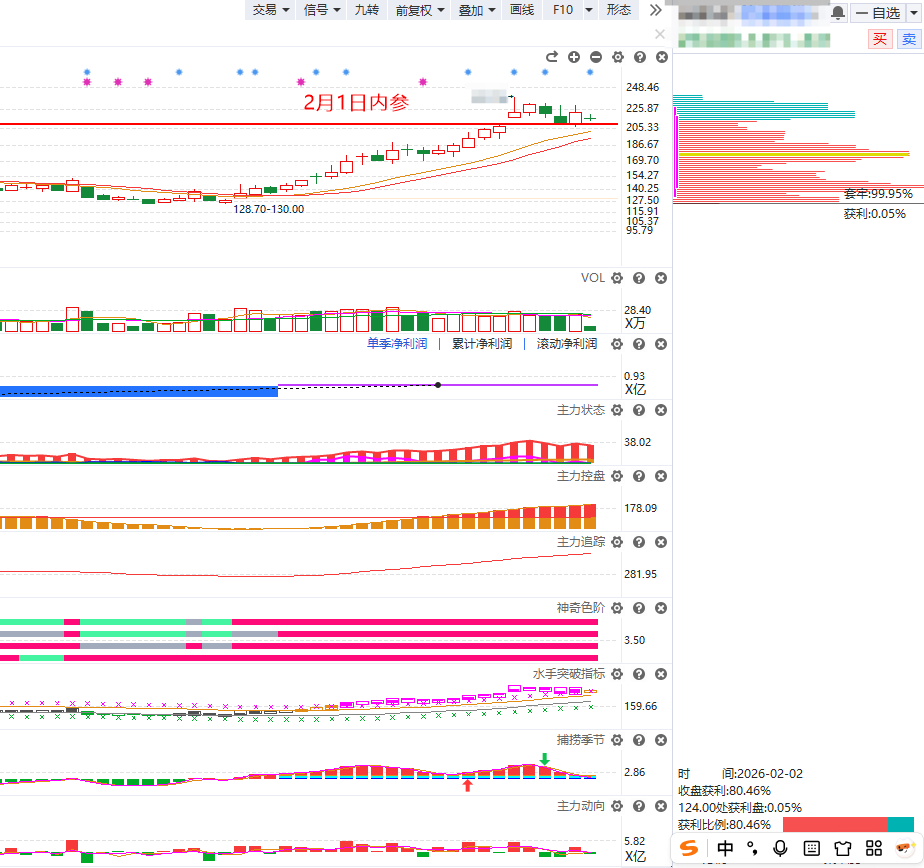 交易 信号 九转 前复权 叠加 画线 F10 形态
自选
买 卖
2月1日内参
128.70-130.00
248.46
225.87
205.33
186.67
169.70
154.27
140.25
127.50
115.91
105.37
95.79
套牢:99.95%
获利:0.05%
VOL
28.40
X万
单季净利润 | 累计净利润 | 滚动净利润
0.93
X亿
主力状态
38.02
主力控盘
178.09
主力追踪
281.95
神奇色阶
3.50
水手突破指标
159.66
捕捞季节
2.86
主力动向
5.82
X亿
时 间:2026-02-02
收盘获利:80.46%
124.00处获利盘:0.05%
获利比例:80.46%
中